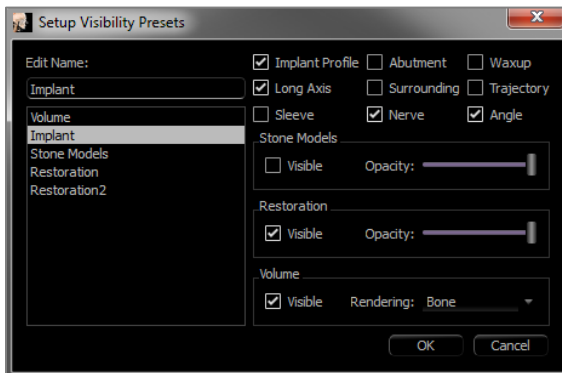 Setup Visibility Presets
Edit Name:
Implant
Volume
Implant
Stone Models
Restoration
Restoration2
Implant Profile Abutment Waxup
Long Axis Surrounding Trajectory
Sleeve Nerve Angle
Stone Models
Visible Opacity:
Restoration
Visible Opacity:
Volume
Visible Rendering: Bone
OK Cancel